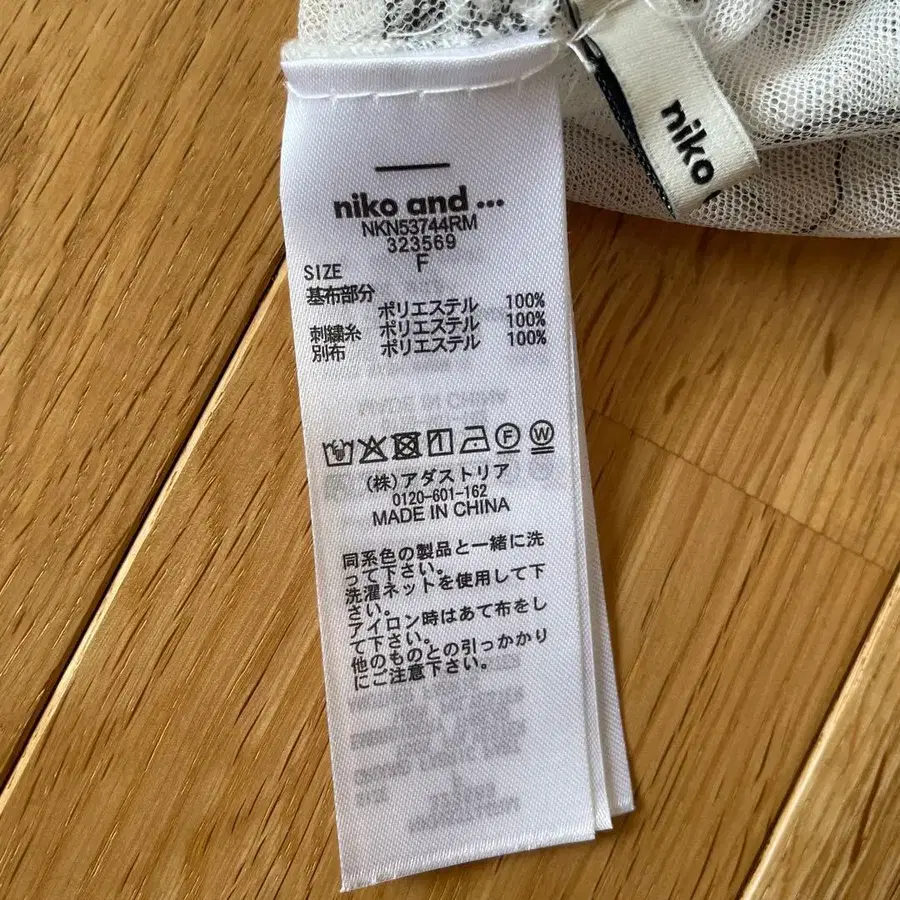 niko
niko and ...
NKN53744RM
323569
F
SIZE
基布部分
ポリエステル 100%
刺繍糸 ポリエステル 100%
別布 ポリエステル 100%
F W
(株)アダストリア
0120-601-162
MADE IN CHINA
同系色の製品と一緒に洗
って下さい。
洗濯ネットを使用して下
さい。
アイロン時はあて布をし
て下さい。
他のものとの引っかかり
にご注意下さい。
MADE IN CHINA